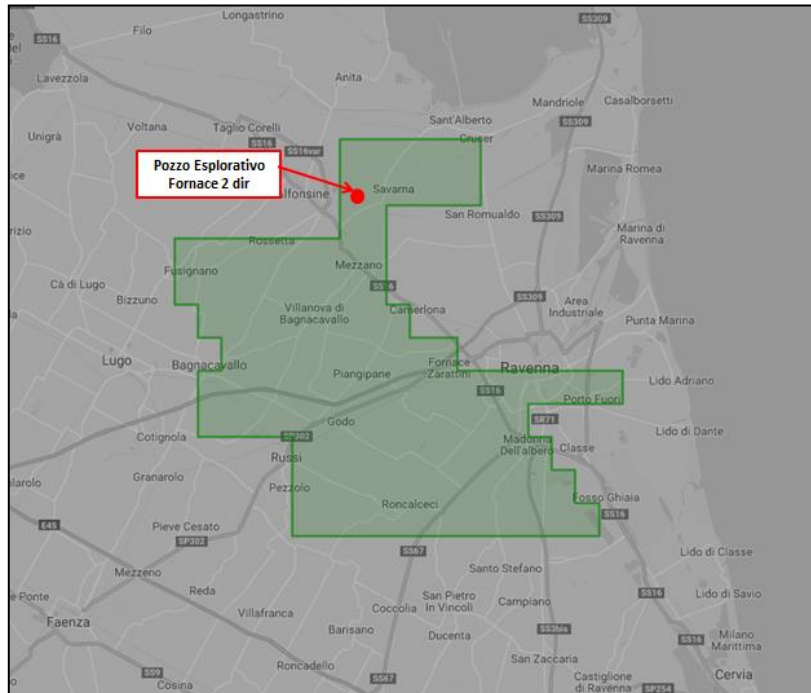 Longastrino
SS309
Filo
SS16
Lavezzola
Anita
Mandriole
Casalborsetti
Unigrà
Voltana
Taglio Corelli
Sant'Alberto
SS309
SS16
Cruser
SS16var
Pozzo Esplorativo
Fornace 2 dir
Marina Romea
Savarna
San Romualdo
SS309
Marina di
Ravenna
Rossetta
Mezzano
Fusignano
Cà di Lugo
SS16
Bizzuno
SS309
Area
Industriale
Villanova di
Bagnacavallo
Camerlona
Punta Marina
Lugo
Bagnacavallo
Fornace
Zarattini
Ravenna
Piangipane
Lido Adriano
SS16
Porto Fuori
Godo
SR71
Lido di Dante
Cotignola
SP302
Madonna
Dell'albero
Classe
Russi
Granarolo
Pezzolo
Fosso Ghiaia
Roncalceci
E45
Pieve Cesato
SS16
SP302
SS67
Lido di Classe
Mezzeno
Santo Stefano
Reda
San Pietro
In Vincoli
Campiano
Lido di Savio
Villafranca
Coccolia
Faenza
Barisano
Ducenta
SS3bis
SS16
Milano
Marittima
Roncadello
San Zaccaria
SS9
Cosina
SS67
Castiglione
di Ravenna
Cervia
SP254